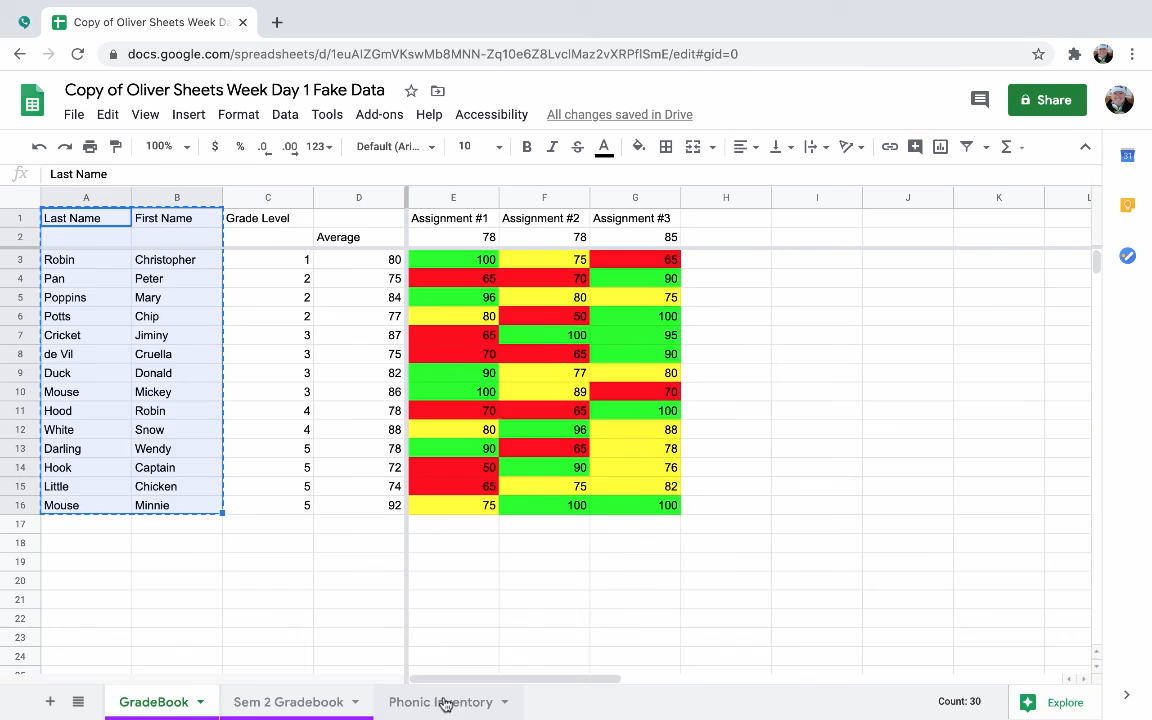 Copy of Oliver Sheets Week Da
docs.google.com/spreadsheets/d/1euAIZGmVKswMb8MNN-Zq10e6Z8LvclMaz2vXRPflSmE/edit#gid=0
Copy of Oliver Sheets Week Day 1 Fake Data
Share
File Edit View Insert Format Data Tools Add-ons Help Accessibility All changes saved in Drive
100% $ % .0 .00 123 Default (Ari... 10 B I S A
fx Last Name
A B C D E F G H I J K L
1 Last Name First Name Grade Level Assignment #1 Assignment #2 Assignment #3
2 Average 78 78 85
3 Robin Christopher 1 80 100 75 65
4 Pan Peter 2 75 65 70 90
5 Poppins Mary 2 84 96 80 75
6 Potts Chip 2 77 80 50 100
7 Cricket Jiminy 3 87 65 100 95
8 de Vil Cruella 3 75 70 65 90
9 Duck Donald 3 82 90 77 80
10 Mouse Mickey 3 86 100 89 70
11 Hood Robin 4 78 70 65 100
12 White Snow 4 88 80 96 88
13 Darling Wendy 5 78 90 65 78
14 Hook Captain 5 72 50 90 76
15 Little Chicken 5 74 65 75 82
16 Mouse Minnie 5 92 75 100 100
17
18
19
20
21
22
23
24
GradeBook Sem 2 Gradebook Phonic Inventory Count: 30 Explore